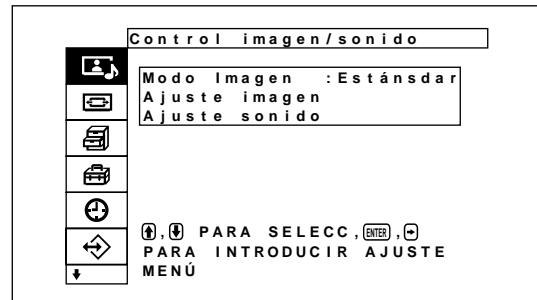 Control imagen/sonido
Modo Imagen :Estánsdar
Ajuste imagen
Ajuste sonido
, PARA SELECC, ENTER ,
PARA INTRODUCIR AJUSTE
MENÚ